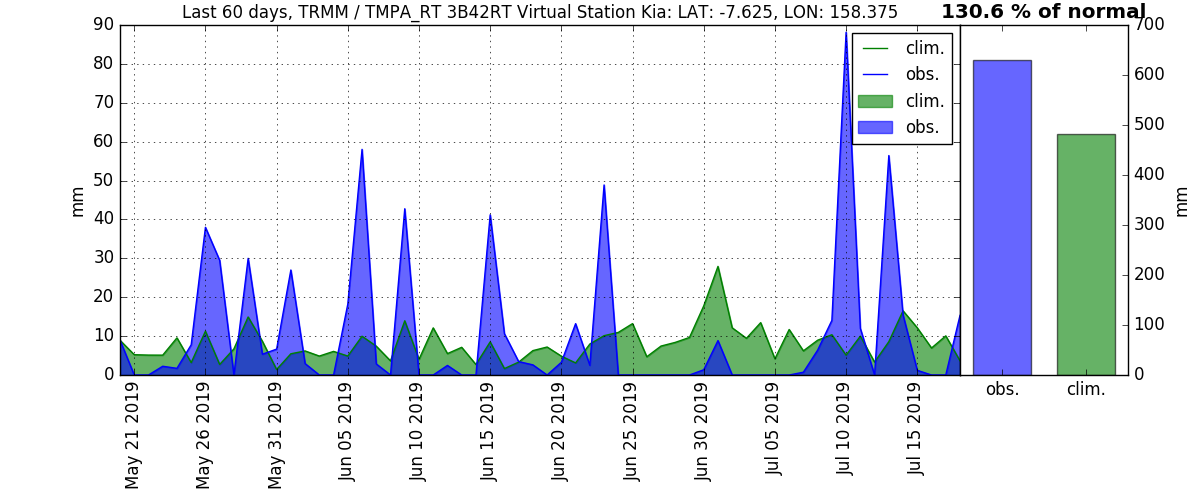 Last 60 days, TRMM / TMPA_RT 3B42RT Virtual Station Kia: LAT: -7.625, LON: 158.375
130.6 % of normal
90
80
70
60
50
40
30
20
10
0
mm
clim.
obs.
clim.
obs.
May 21 2019
May 26 2019
May 31 2019
Jun 05 2019
Jun 10 2019
Jun 15 2019
Jun 20 2019
Jun 25 2019
Jun 30 2019
Jul 05 2019
Jul 10 2019
Jul 15 2019
700
600
500
400
300
200
100
0
mm
obs.
clim.